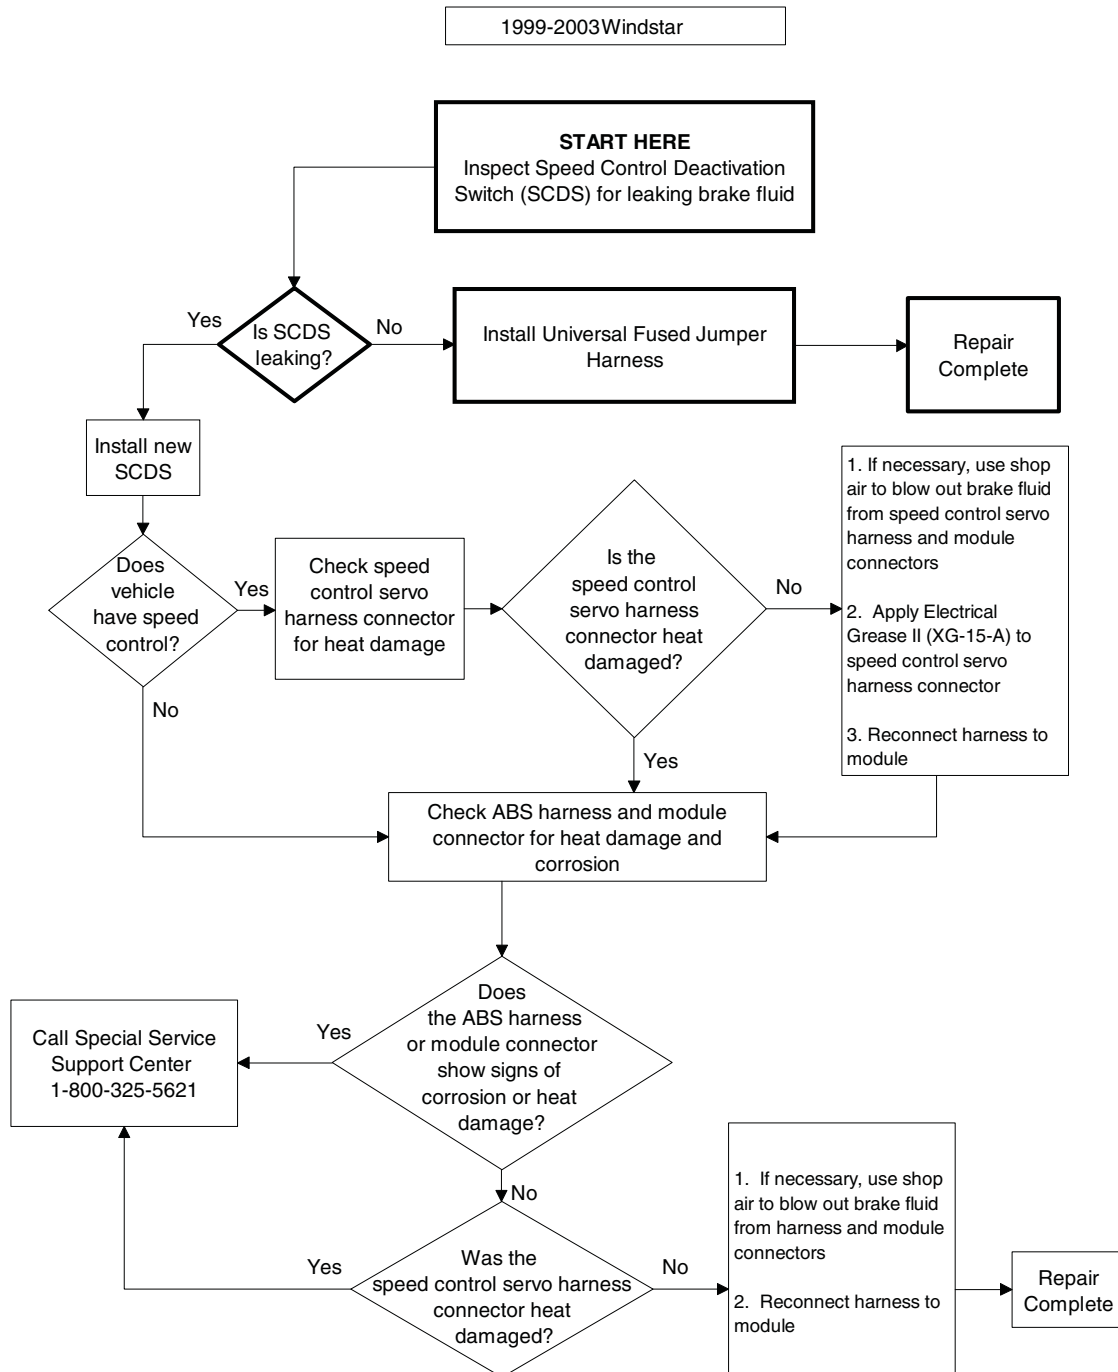 1999-2003Windstar
START HERE
Inspect Speed Control Deactivation
Switch (SCDS) for leaking brake fluid
Yes
Is SCDS
leaking?
No
Install Universal Fused Jumper
Harness
Repair
Complete
Install new
SCDS
Does
vehicle
have speed
control?
Yes
Check speed
control servo
harness connector
for heat damage
Is the
speed control
servo harness
connector heat
damaged?
No
1. If necessary, use shop
air to blow out brake fluid
from speed control servo
harness and module
connectors
2. Apply Electrical
Grease II (XG-15-A) to
speed control servo
harness connector
3. Reconnect harness to
module
No
Yes
Check ABS harness and module
connector for heat damage and
corrosion
Does
the ABS harness
or module connector
show signs of
corrosion or heat
damage?
Yes
Call Special Service
Support Center
1-800-325-5621
No
Yes
Was the
speed control servo harness
connector heat
damaged?
No
1. If necessary, use shop
air to blow out brake fluid
from harness and module
connectors
2. Reconnect harness to
module
Repair
Complete